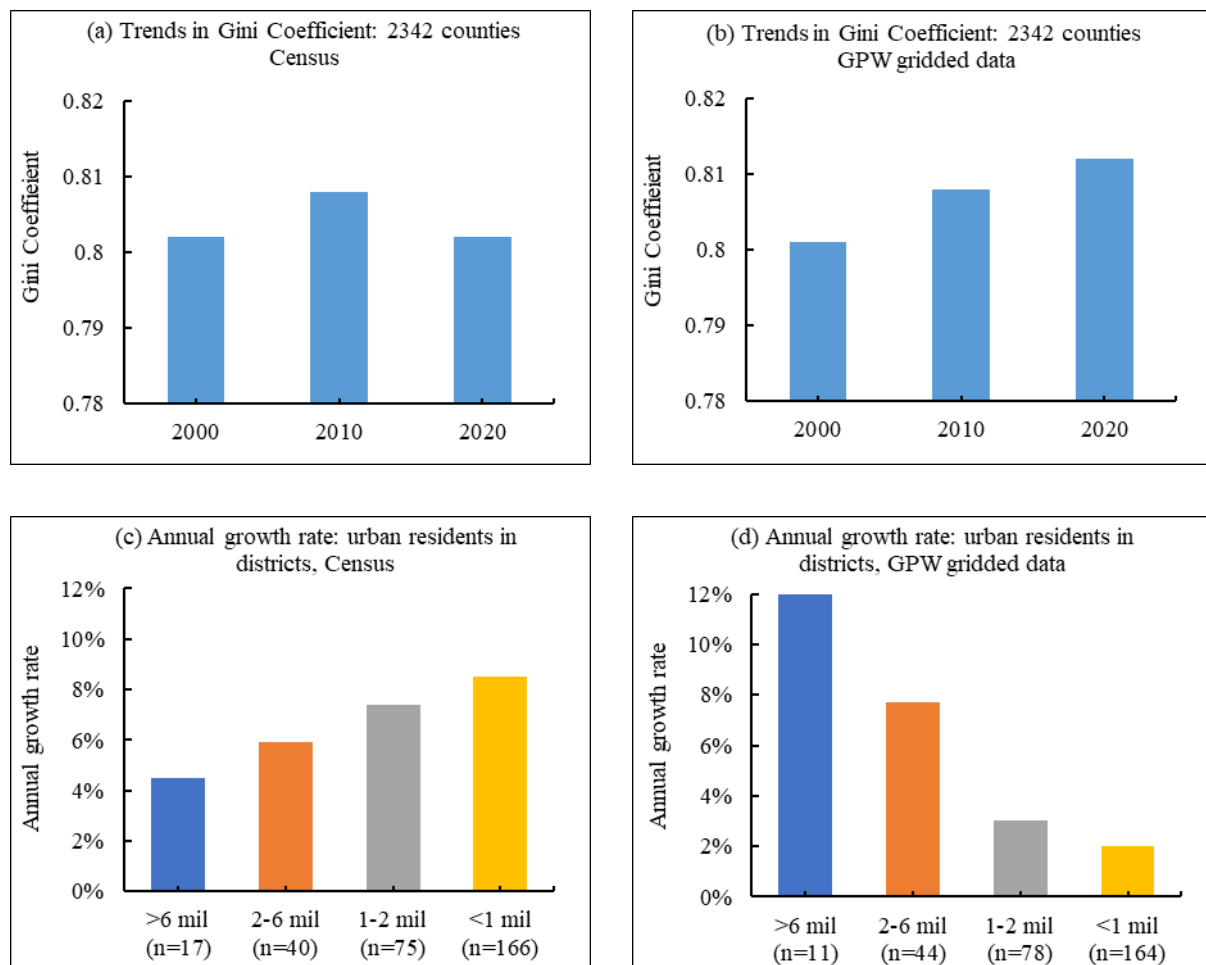 (a) Trends in Gini Coefficient: 2342 counties
Census
Gini Coeffieient
0.82
0.81
0.8
0.79
0.78
2000 2010 2020
(b) Trends in Gini Coefficient: 2342 counties
GPW gridded data
Gini Coeffieient
0.82
0.81
0.8
0.79
0.78
2000 2010 2020
(c) Annual growth rate: urban residents in
districts, Census
Annual growth rate
12%
10%
8%
6%
4%
2%
0%
>6 mil 2-6 mil 1-2 mil <1 mil
(n=17) (n=40) (n=75) (n=166)
(d) Annual growth rate: urban residents in
districts, GPW gridded data
Annual growth rate
12%
10%
8%
6%
4%
2%
0%
>6 mil 2-6 mil 1-2 mil <1 mil
(n=11) (n=44) (n=78) (n=164)